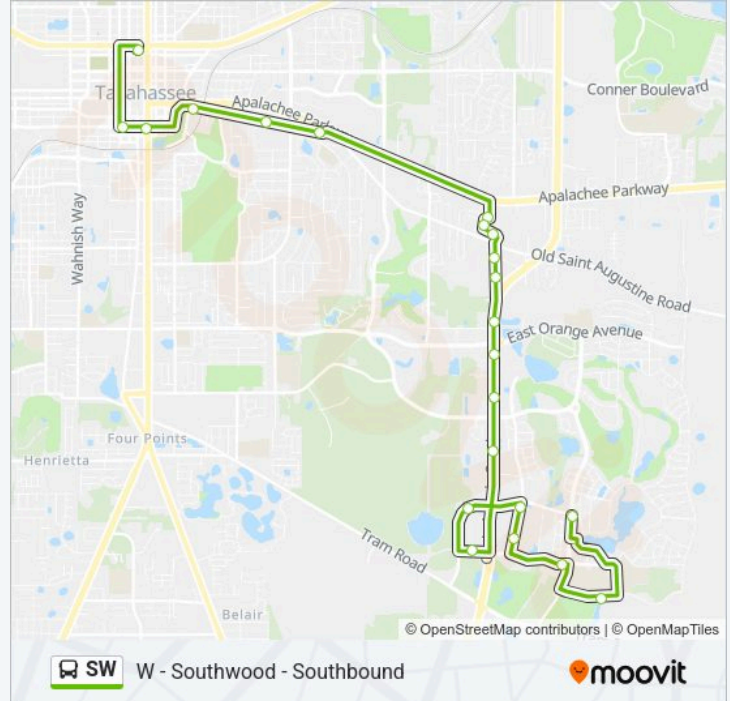 Tallahassee
Apalachee Parkway
Conner Boulevard
Apalachee Parkway
Wahnish Way
Old Saint Augustine Road
East Orange Avenue
Four Points
Henrietta
Tram Road
Belair
© OpenStreetMap contributors | © OpenMapTiles
SW W - Southwood - Southbound
moovit